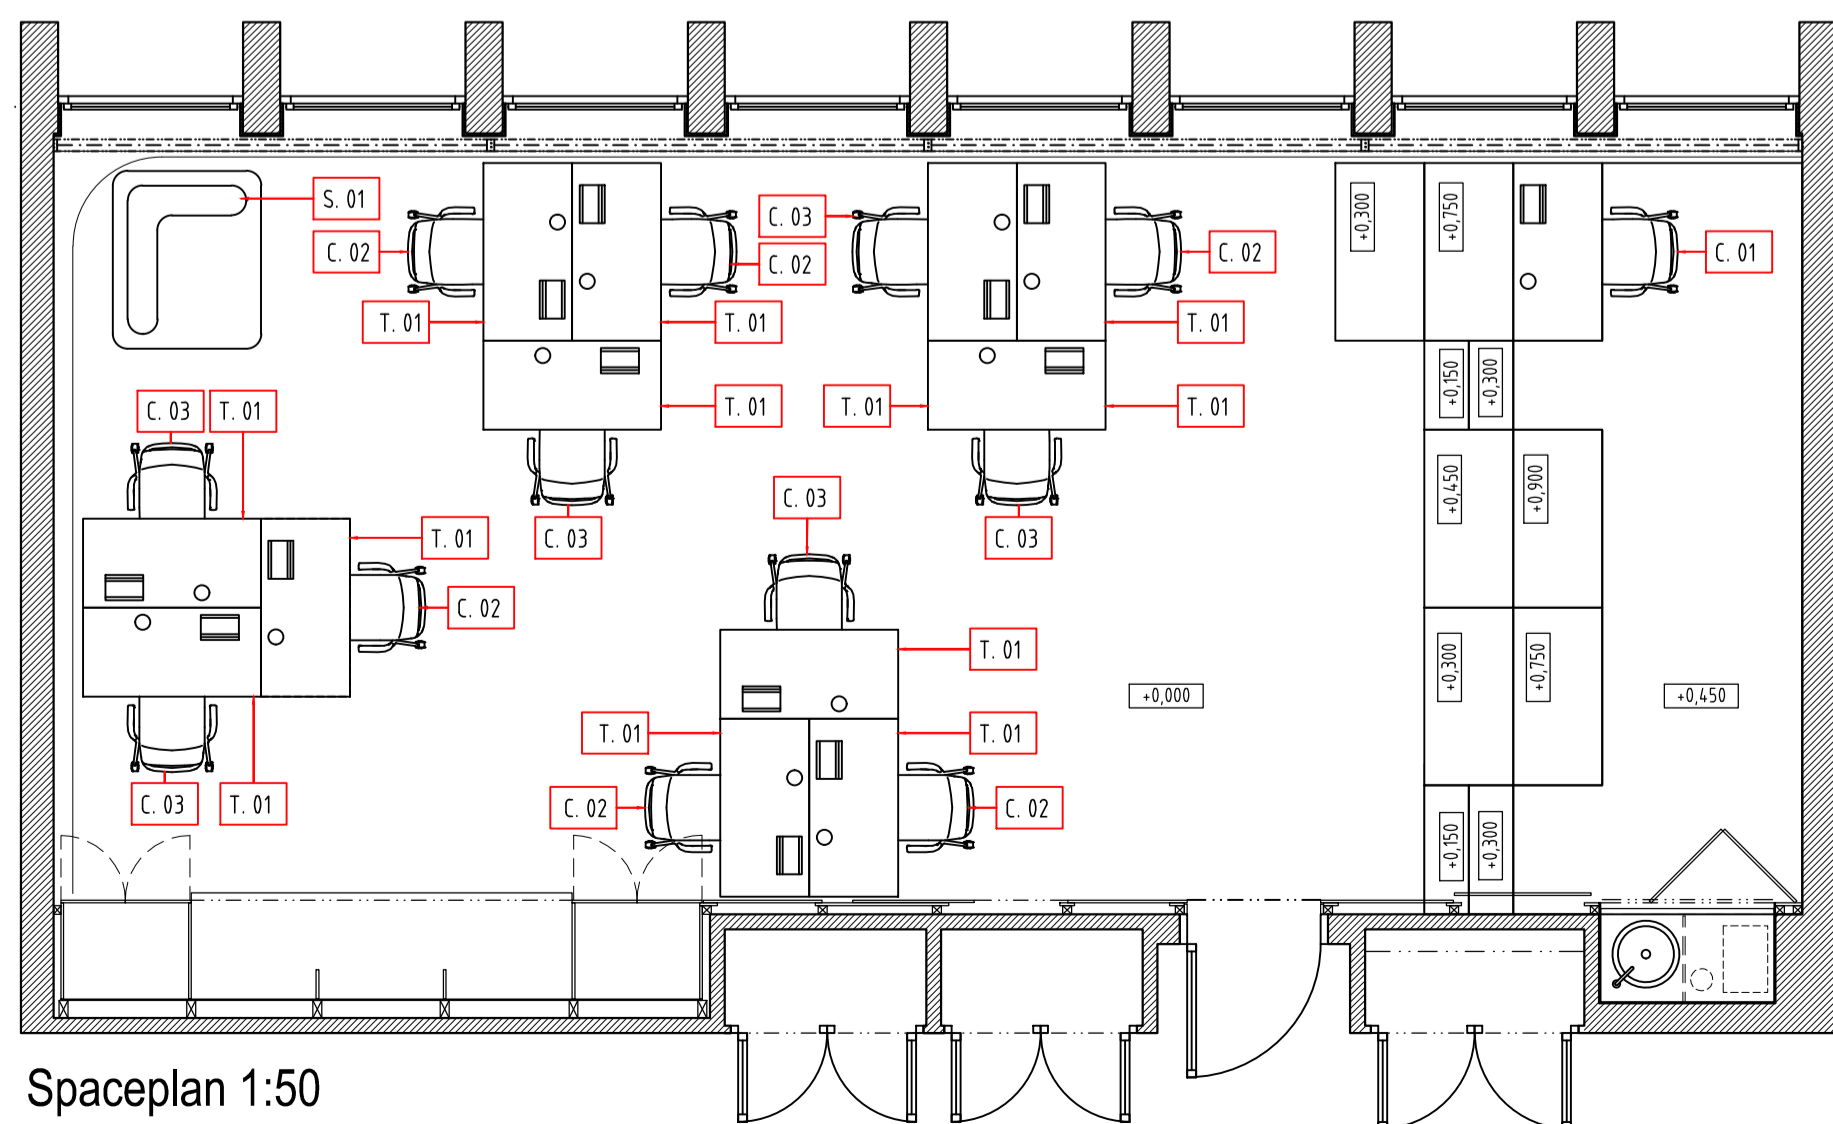 S. 01
C. 03
C. 02
C. 02
C. 02
C. 01
+0,300
+0,750
T. 01
T. 01
T. 01
+0,150
+0,300
C. 03
T. 01
T. 01
T. 01
T. 01
+0,450
+0,900
C. 03
T. 01
C. 03
C. 03
C. 02
T. 01
+0,300
+0,750
+0,000
+0,450
T. 01
T. 01
C. 03
T. 01
C. 02
C. 02
+0,150
+0,300
Spaceplan 1:50